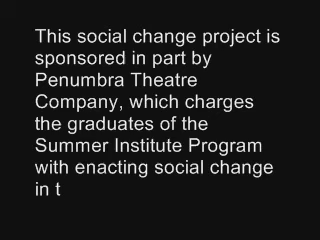 This social change project is
sponsored in part by
Penumbra Theatre
Company, which charges
the graduates of the
Summer Institute Program
with enacting social change
in t